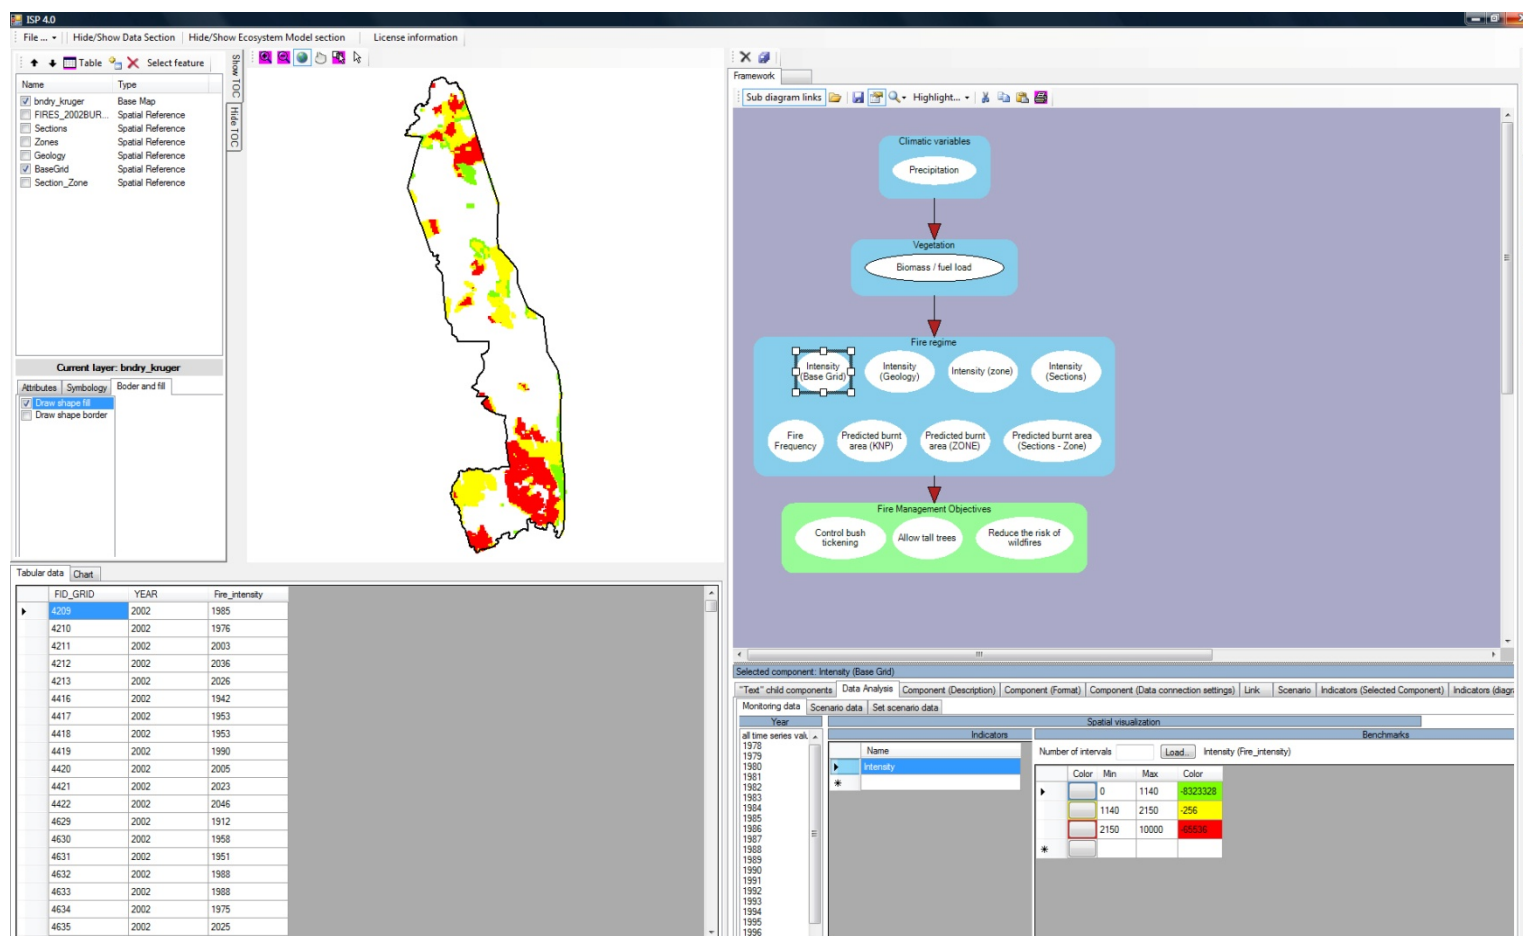 ISP 4.0
File ... Hide/Show Data Section Hide/Show Ecosystem Model section License information
Table Select feature
Name Type
bndry_kruger Base Map
FIRES_2002BUR... Spatial Reference
Sections Spatial Reference
Zones Spatial Reference
Geology Spatial Reference
BaseGrid Spatial Reference
Section_Zone Spatial Reference
Show TOC
Hide TOC
Current layer: bndry_kruger
Attributes Symbology Boder and fill
Draw shape fill
Draw shape border
Framework
Sub diagram links Highlight...
Climatic variables
Precipitation
Vegetation
Biomass / fuel load
Fire regime
Intensity
(Base Grid)
Intensity
(Geology)
Intensity (zone)
Intensity
(Sections)
Fire
Frequency
Predicted burnt
area (KNP)
Predicted burnt
area (ZONE)
Predicted burnt area
(Sections - Zone)
Fire Management Objectives
Control bush
tickening
Allow tall trees
Reduce the risk of
wildfires
Tabular data Chart
FID_GRID YEAR Fire_intensity
4209 2002 1985
4210 2002 1976
4211 2002 2003
4212 2002 2036
4213 2002 2026
4416 2002 1942
4417 2002 1953
4418 2002 1953
4419 2002 1990
4420 2002 2005
4421 2002 2023
4422 2002 2046
4629 2002 1912
4630 2002 1958
4631 2002 1951
4632 2002 1988
4633 2002 1988
4634 2002 1975
4635 2002 2025
Selected component: Intensity (Base Grid)
"Text" child components Data Analysis Component (Description) Component (Format) Component (Data connection settings) Link Scenario Indicators (Selected Component) Indicators (diagr
Monitoring data Scenario data Set scenario data
Year
all time series valu
1978
1979
1980
1981
1982
1983
1984
1985
1986
1987
1988
1989
1990
1991
1992
1993
1994
1995
1996
Spatial visualization
Indicators
Name
Intensity
Benchmarks
Number of intervals Load... Intensity (Fire_intensity)
Color Min Max Color
0 1140 -8323328
1140 2150 -256
2150 10000 -65536